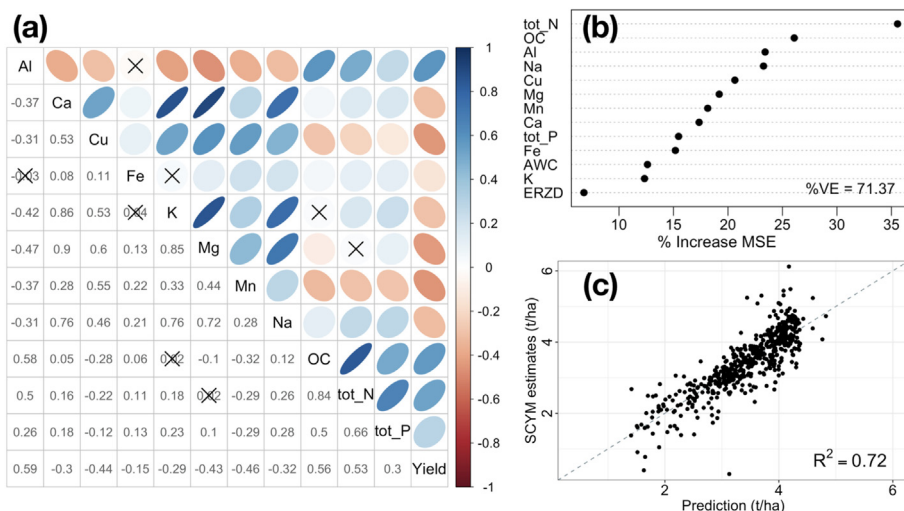 (a)
Al
-0.37 Ca
-0.31 0.53 Cu
-0.03 0.08 0.11 Fe
-0.42 0.86 0.53 0.04 K
-0.47 0.9 0.6 0.13 0.85 Mg
-0.37 0.28 0.55 0.22 0.33 0.44 Mn
-0.31 0.76 0.46 0.21 0.76 0.72 0.28 Na
0.58 0.05 -0.28 0.06 -0.1 -0.32 0.12 OC
0.5 0.16 -0.22 0.11 0.18 -0.29 0.26 0.84 tot_N
0.26 0.18 -0.12 0.13 0.23 0.1 -0.29 0.28 0.5 0.66 tot_P
0.59 -0.3 -0.44 -0.15 -0.29 -0.43 -0.46 -0.32 0.56 0.53 0.3 Yield
1
0.8
0.6
0.4
0.2
0
-0.2
-0.4
-0.6
-0.8
-1
(b)
tot_N
OC
Al
Na
Cu
Mg
Mn
Ca
tot_P
Fe
AWC
K
ERZD
%VE = 71.37
10 15 20 25 30 35
% Increase MSE
(c)
SCYM estimates (t/ha)
6
4
2
R² = 0.72
2 4 6
Prediction (t/ha)